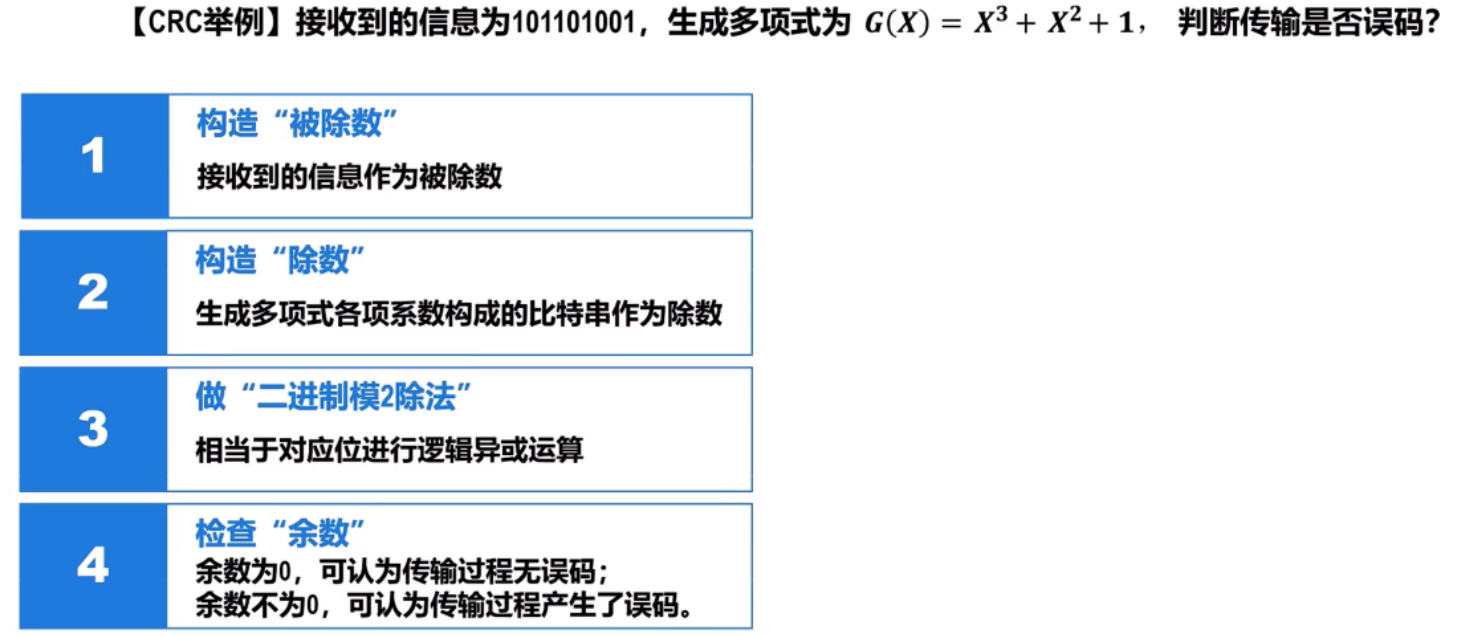 【CRC举例】接收到的信息为101101001，生成多项式为 G(X) = X³ + X² + 1， 判断传输是否误码？
1
构造“被除数”
接收到的信息作为被除数
2
构造“除数”
生成多项式各项系数构成的比特串作为除数
3
做“二进制模2除法”
相当于对应位进行逻辑异或运算
4
检查“余数”
余数为0，可认为传输过程无误码；
余数不为0，可认为传输过程产生了误码。